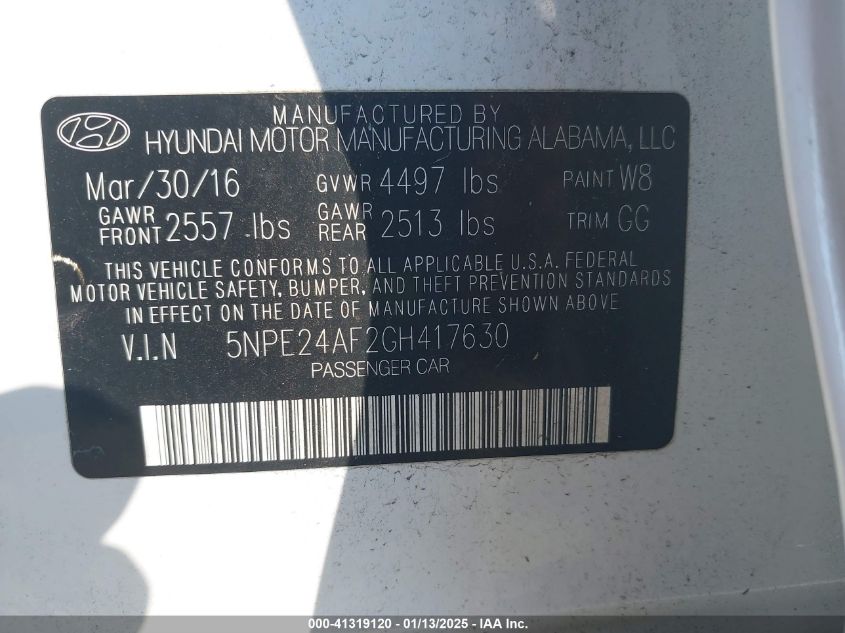 MANUFACTURED BY
HYUNDAI MOTOR MANUFACTURING ALABAMA, LLC
Mar/30/16 GVWR 4497 lbs PAINT W8
GAWR FRONT 2557 lbs GAWR REAR 2513 lbs TRIM GG
THIS VEHICLE CONFORMS TO ALL APPLICABLE U.S.A. FEDERAL
MOTOR VEHICLE SAFETY, BUMPER, AND THEFT PREVENTION STANDARDS
IN EFFECT ON THE DATE OF MANUFACTURE SHOWN ABOVE
V.I.N 5NPE24AF2GH417630
PASSENGER CAR
000-41319120 - 01/13/2025 - IAA Inc.